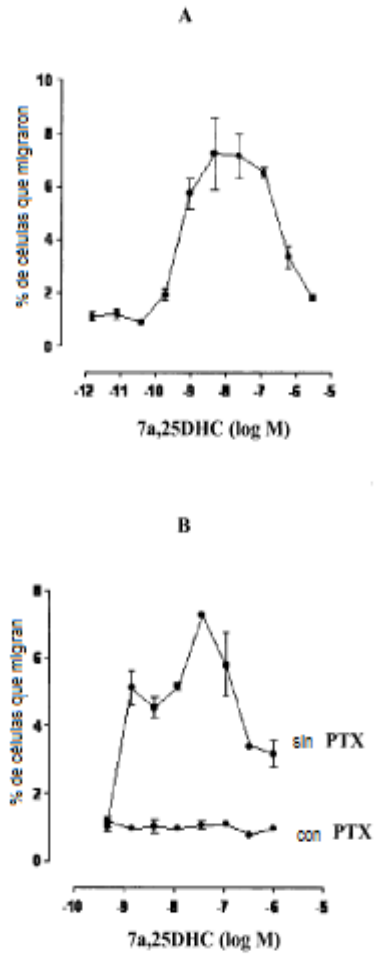 A
% de células que migraron
10
8
6
4
2
0
-12 -11 -10 -9 -8 -7 -6 -5
7a,25DHC (log M)
B
% de células que migran
8
6
4
2
0
sin PTX
con PTX
-10 -9 -8 -7 -6 -5
7a,25DHC (log M)